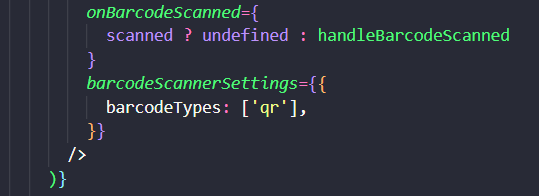 onBarcodeScanned={
scanned ? undefined : handleBarcodeScanned
}
barcodeScannerSettings={{
barcodeTypes: ['qr'],
}}
/>
)}